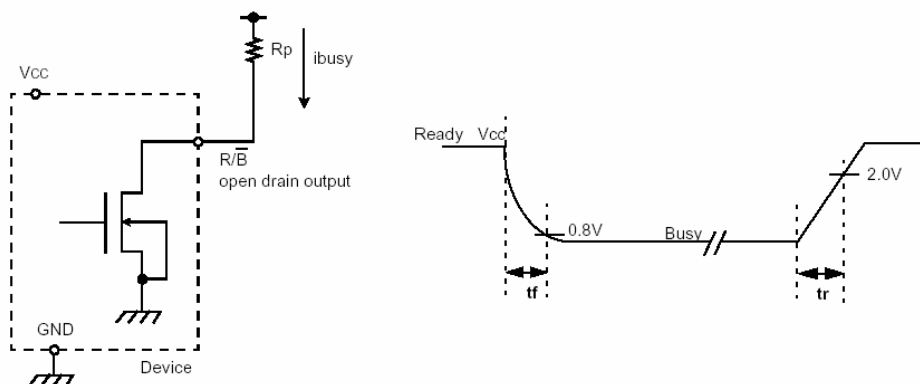 Rp
ibusy
Vcc
R/B̅
open drain output
GND
Device
Ready Vcc
0.8V
Busy
2.0V
tf
tr